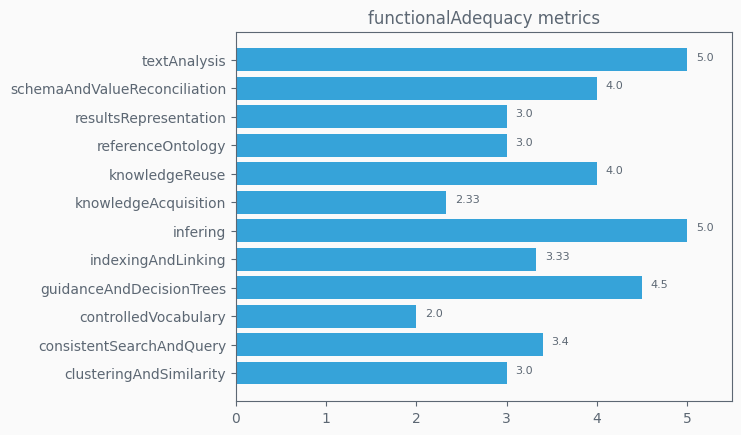 functionalAdequacy metrics
textAnalysis 5.0
schemaAndValueReconciliation 4.0
resultsRepresentation 3.0
referenceOntology 3.0
knowledgeReuse 4.0
knowledgeAcquisition 2.33
infering 5.0
indexingAndLinking 3.33
guidanceAndDecisionTrees 4.5
controlledVocabulary 2.0
consistentSearchAndQuery 3.4
clusteringAndSimilarity 3.0
0 1 2 3 4 5